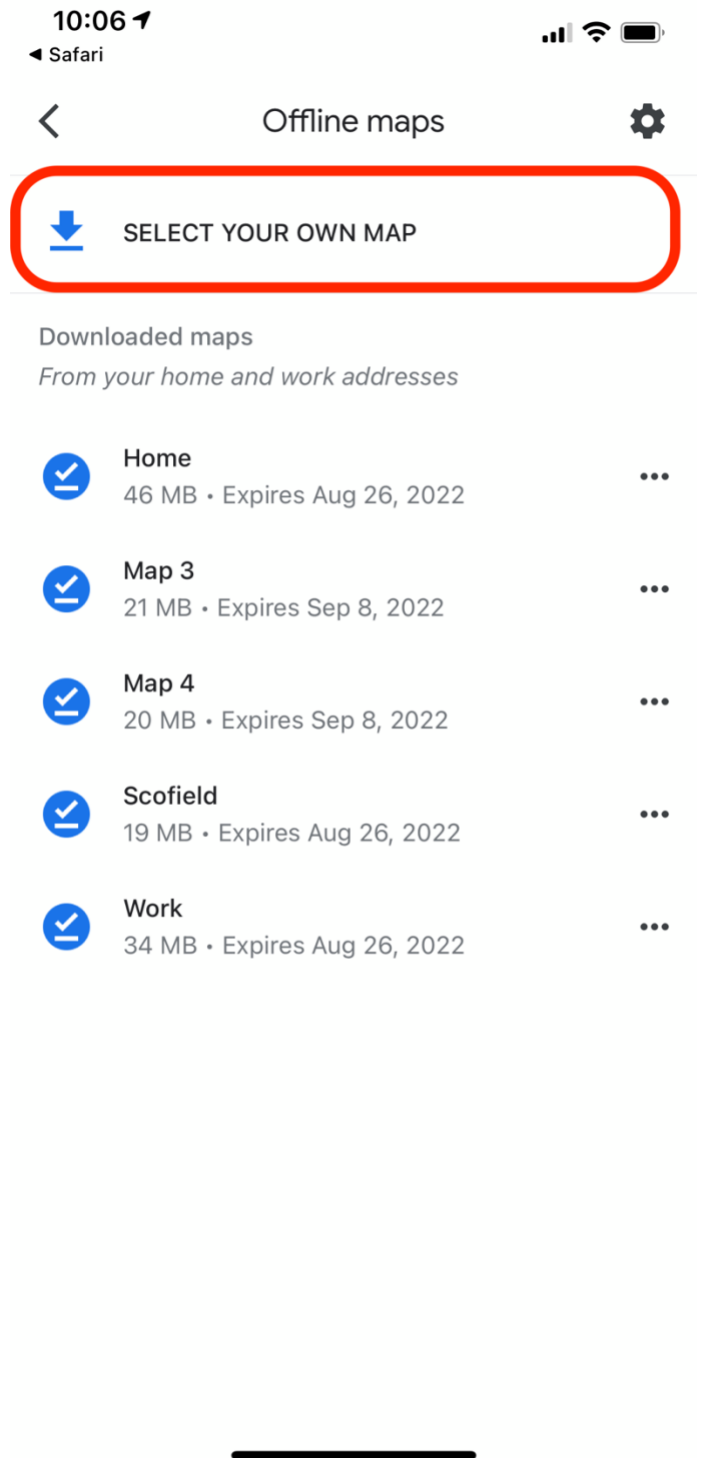 10:06
Safari
Offline maps
SELECT YOUR OWN MAP
Downloaded maps
From your home and work addresses
Home
46 MB • Expires Aug 26, 2022
Map 3
21 MB • Expires Sep 8, 2022
Map 4
20 MB • Expires Sep 8, 2022
Scofield
19 MB • Expires Aug 26, 2022
Work
34 MB • Expires Aug 26, 2022